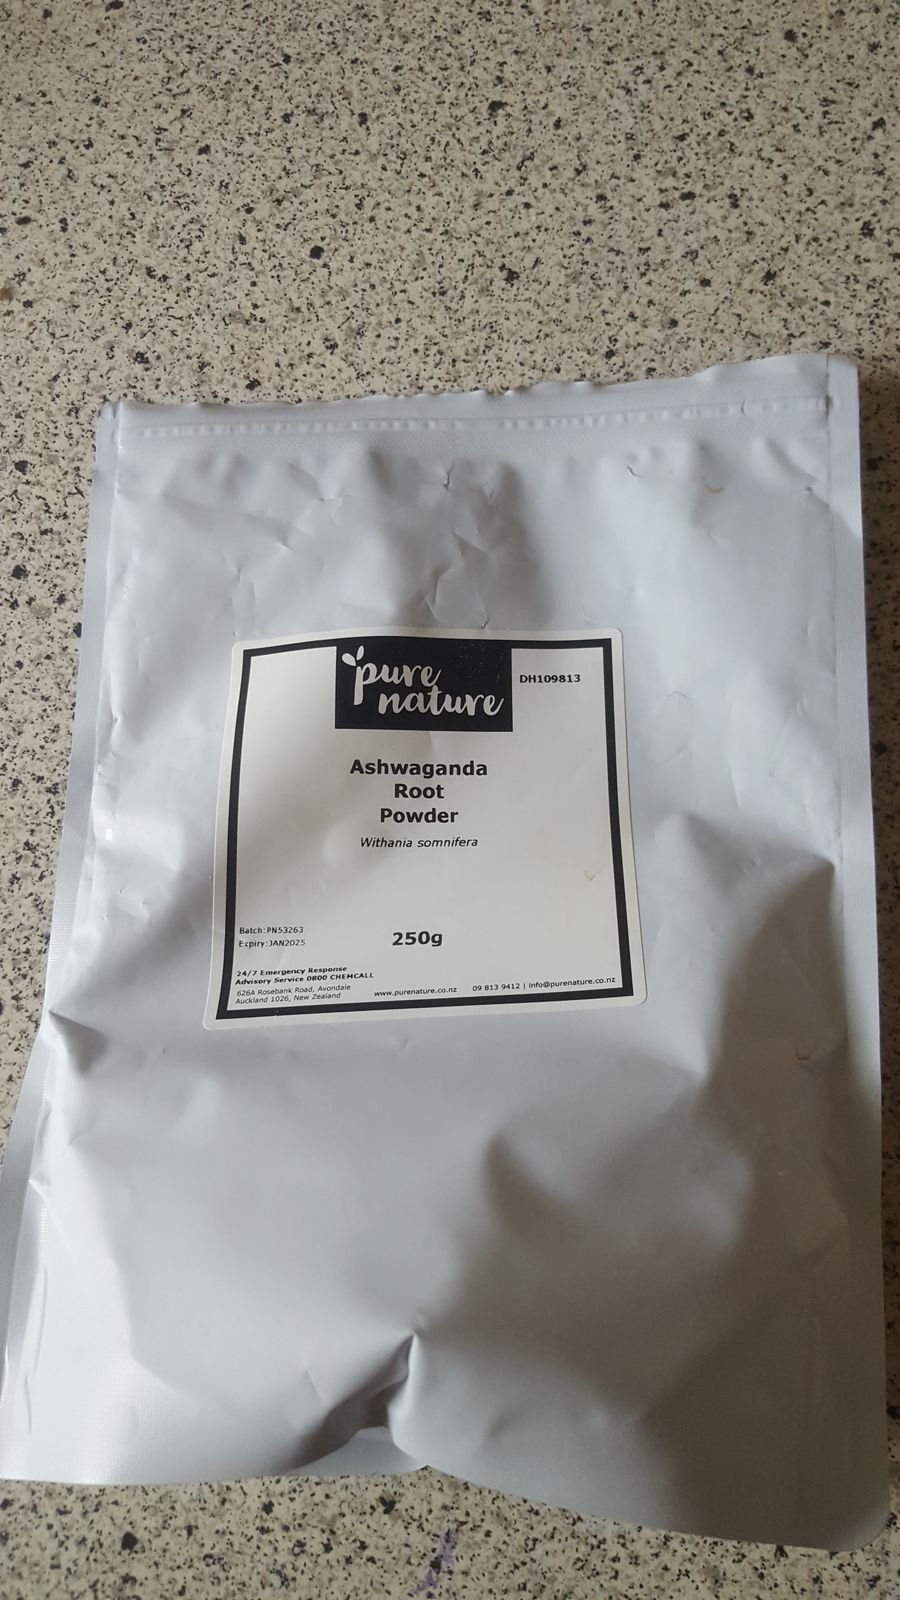 pure
nature
DH109813
Ashwaganda
Root
Powder
Withania somnifera
Batch:PN53263
Expiry:JAN2025
250g
24/7 Emergency Response
Advisory Service 0800 CHEMCALL
626A Rosebank Road, Avondale
Auckland 1026, New Zealand
www.purenature.co.nz
09 813 9412 | info@purenature.co.nz